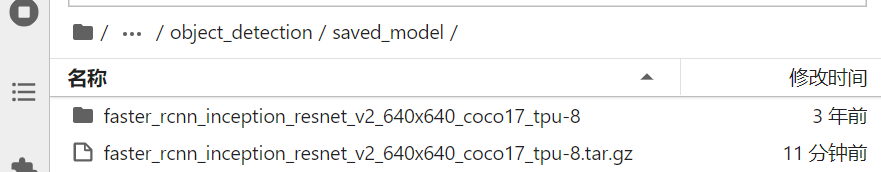 / ··· / object_detection / saved_model /
名称 修改时间
faster_rcnn_inception_resnet_v2_640x640_coco17_tpu-8 3 年前
faster_rcnn_inception_resnet_v2_640x640_coco17_tpu-8.tar.gz 11 分钟前